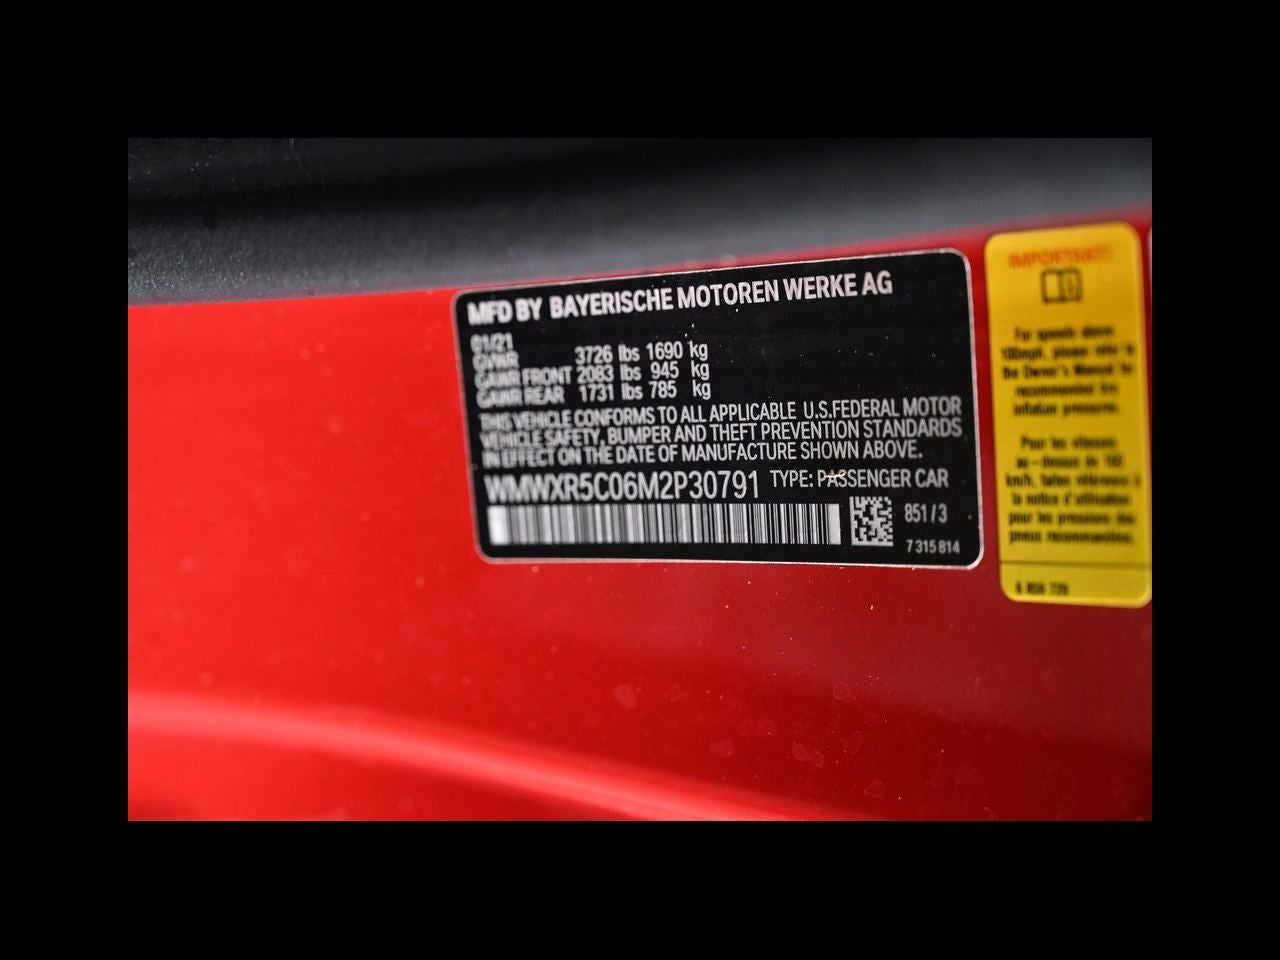 MFD BY BAYERISCHE MOTOREN WERKE AG
01/21
GVWR 3726 lbs 1690 kg
GAWR FRONT 2083 lbs 945 kg
GAWR REAR 1731 lbs 785 kg
THIS VEHICLE CONFORMS TO ALL APPLICABLE U.S.FEDERAL MOTOR
VEHICLE SAFETY, BUMPER AND THEFT PREVENTION STANDARDS
IN EFFECT ON THE DATE OF MANUFACTURE SHOWN ABOVE.
WMWXR5C06M2P30791 TYPE: PASSENGER CAR
851/3
7 315 814
IMPORTANT!
For speeds above
100mph, please refer to
the Owner's Manual for
recommended tire
inflation pressures.
Pour les vitesses
au-dessus de 160
km/h, faites référence à
la notice d'utilisation
pour les pressions des
pneus recommandées.